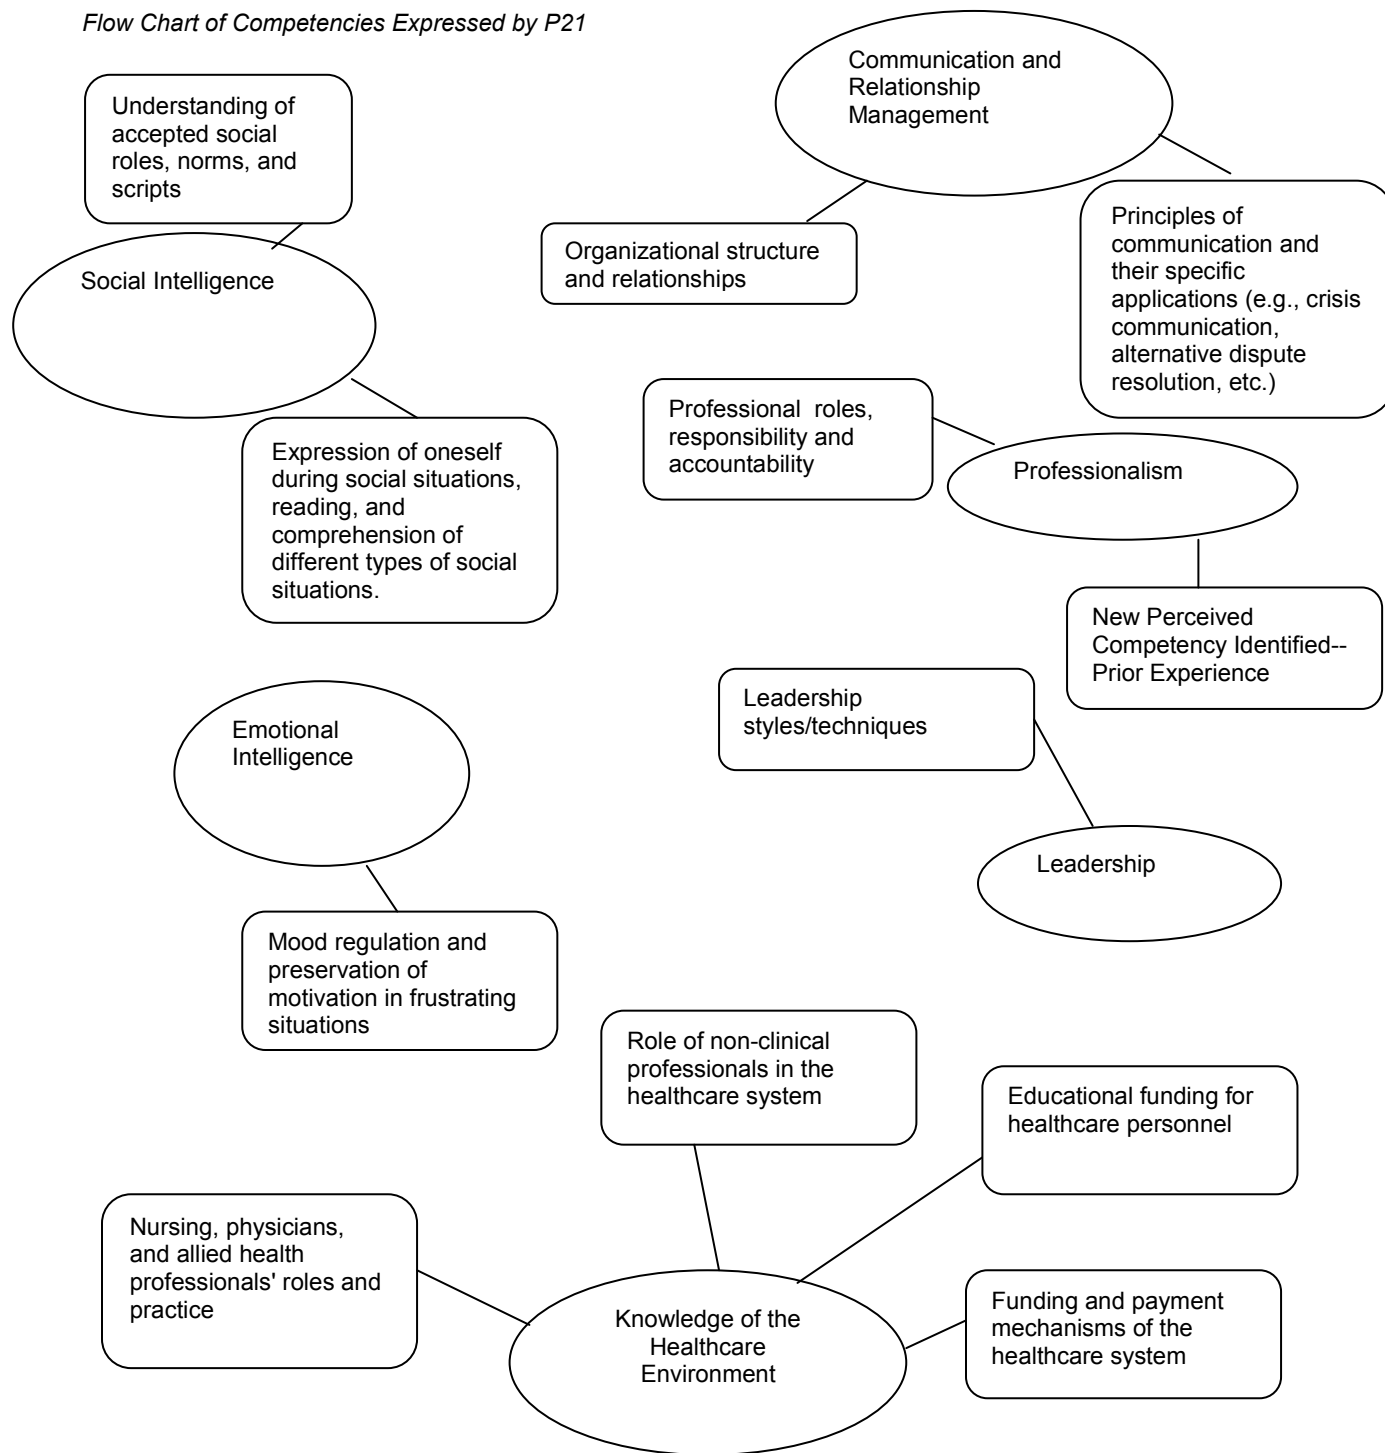 Flow Chart of Competencies Expressed by P21
Communication and
Relationship
Management
Understanding of
accepted social
roles, norms, and
scripts
Principles of
communication and
their specific
applications (e.g., crisis
communication,
alternative dispute
resolution, etc.)
Organizational structure
and relationships
Social Intelligence
Professional  roles,
responsibility and
accountability
Expression of oneself
during social situations,
reading, and
comprehension of
different types of social
situations.
Professionalism
New Perceived
Competency Identified--
Prior Experience
Leadership
styles/techniques
Emotional
Intelligence
Leadership
Mood regulation and
preservation of
motivation in frustrating
situations
Role of non-clinical
professionals in the
healthcare system
Educational funding for
healthcare personnel
Nursing, physicians,
and allied health
professionals' roles and
practice
Funding and payment
mechanisms of the
healthcare system
Knowledge of the
Healthcare
Environment